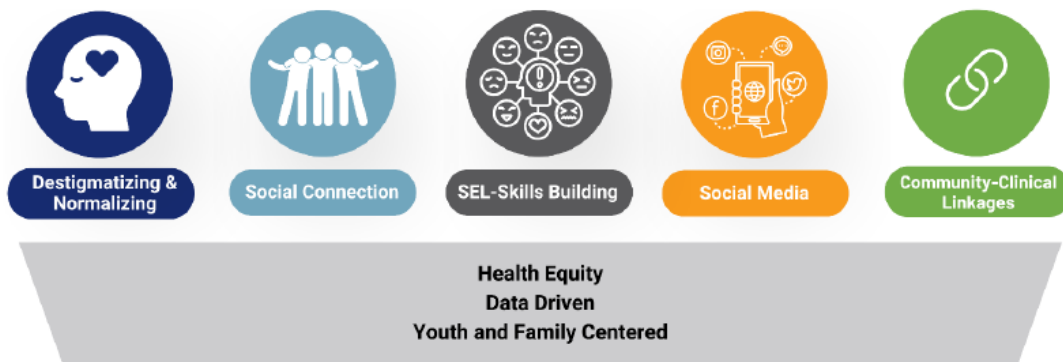 Destigmatizing &
Normalizing
Social Connection
SEL-Skills Building
Social Media
Community-Clinical
Linkages
Health Equity
Data Driven
Youth and Family Centered